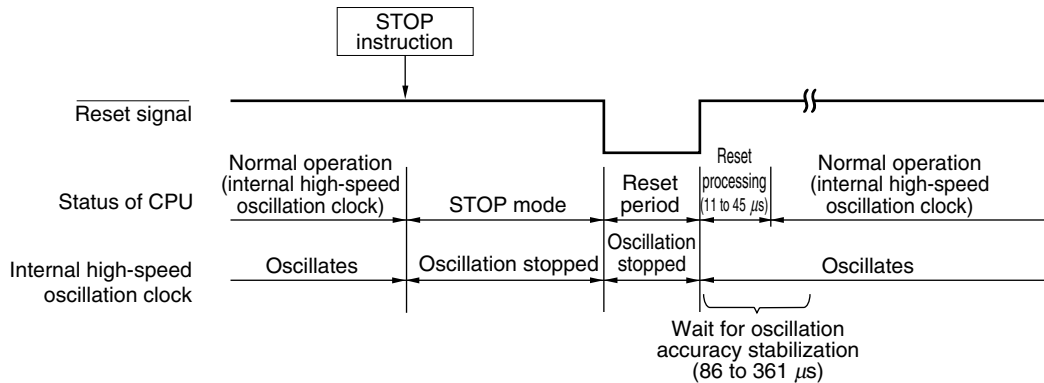 STOP
instruction
Reset signal
Status of CPU
Normal operation
(internal high-speed
oscillation clock)
STOP mode
Reset
period
Reset
processing
(11 to 45 μs)
Normal operation
(internal high-speed
oscillation clock)
Internal high-speed
oscillation clock
Oscillates
Oscillation stopped
Oscillation
stopped
Oscillates
Wait for oscillation
accuracy stabilization
(86 to 361 μs)